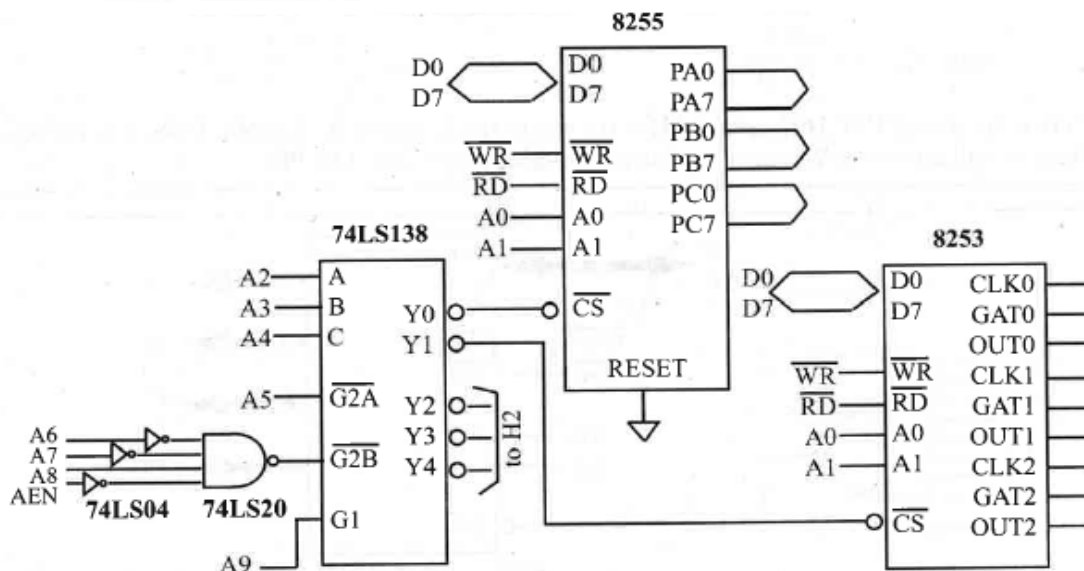 8255
D0
D7
D0
D7
PA0
PA7
PB0
PB7
PC0
PC7
WR
WR
RD
RD
A0
A0
A1
A1
CS
RESET
74LS138
A2
A
A3
B
A4
C
Y0
Y1
A5
G2A
Y2
Y3
Y4
to H2
G2B
G1
A6
A7
A8
AEN
74LS04
74LS20
A9
8253
D0
D7
D0
D7
CLK0
GAT0
OUT0
WR
WR
CLK1
RD
RD
GAT1
A0
A0
OUT1
A1
A1
CLK2
GAT2
CS
OUT2